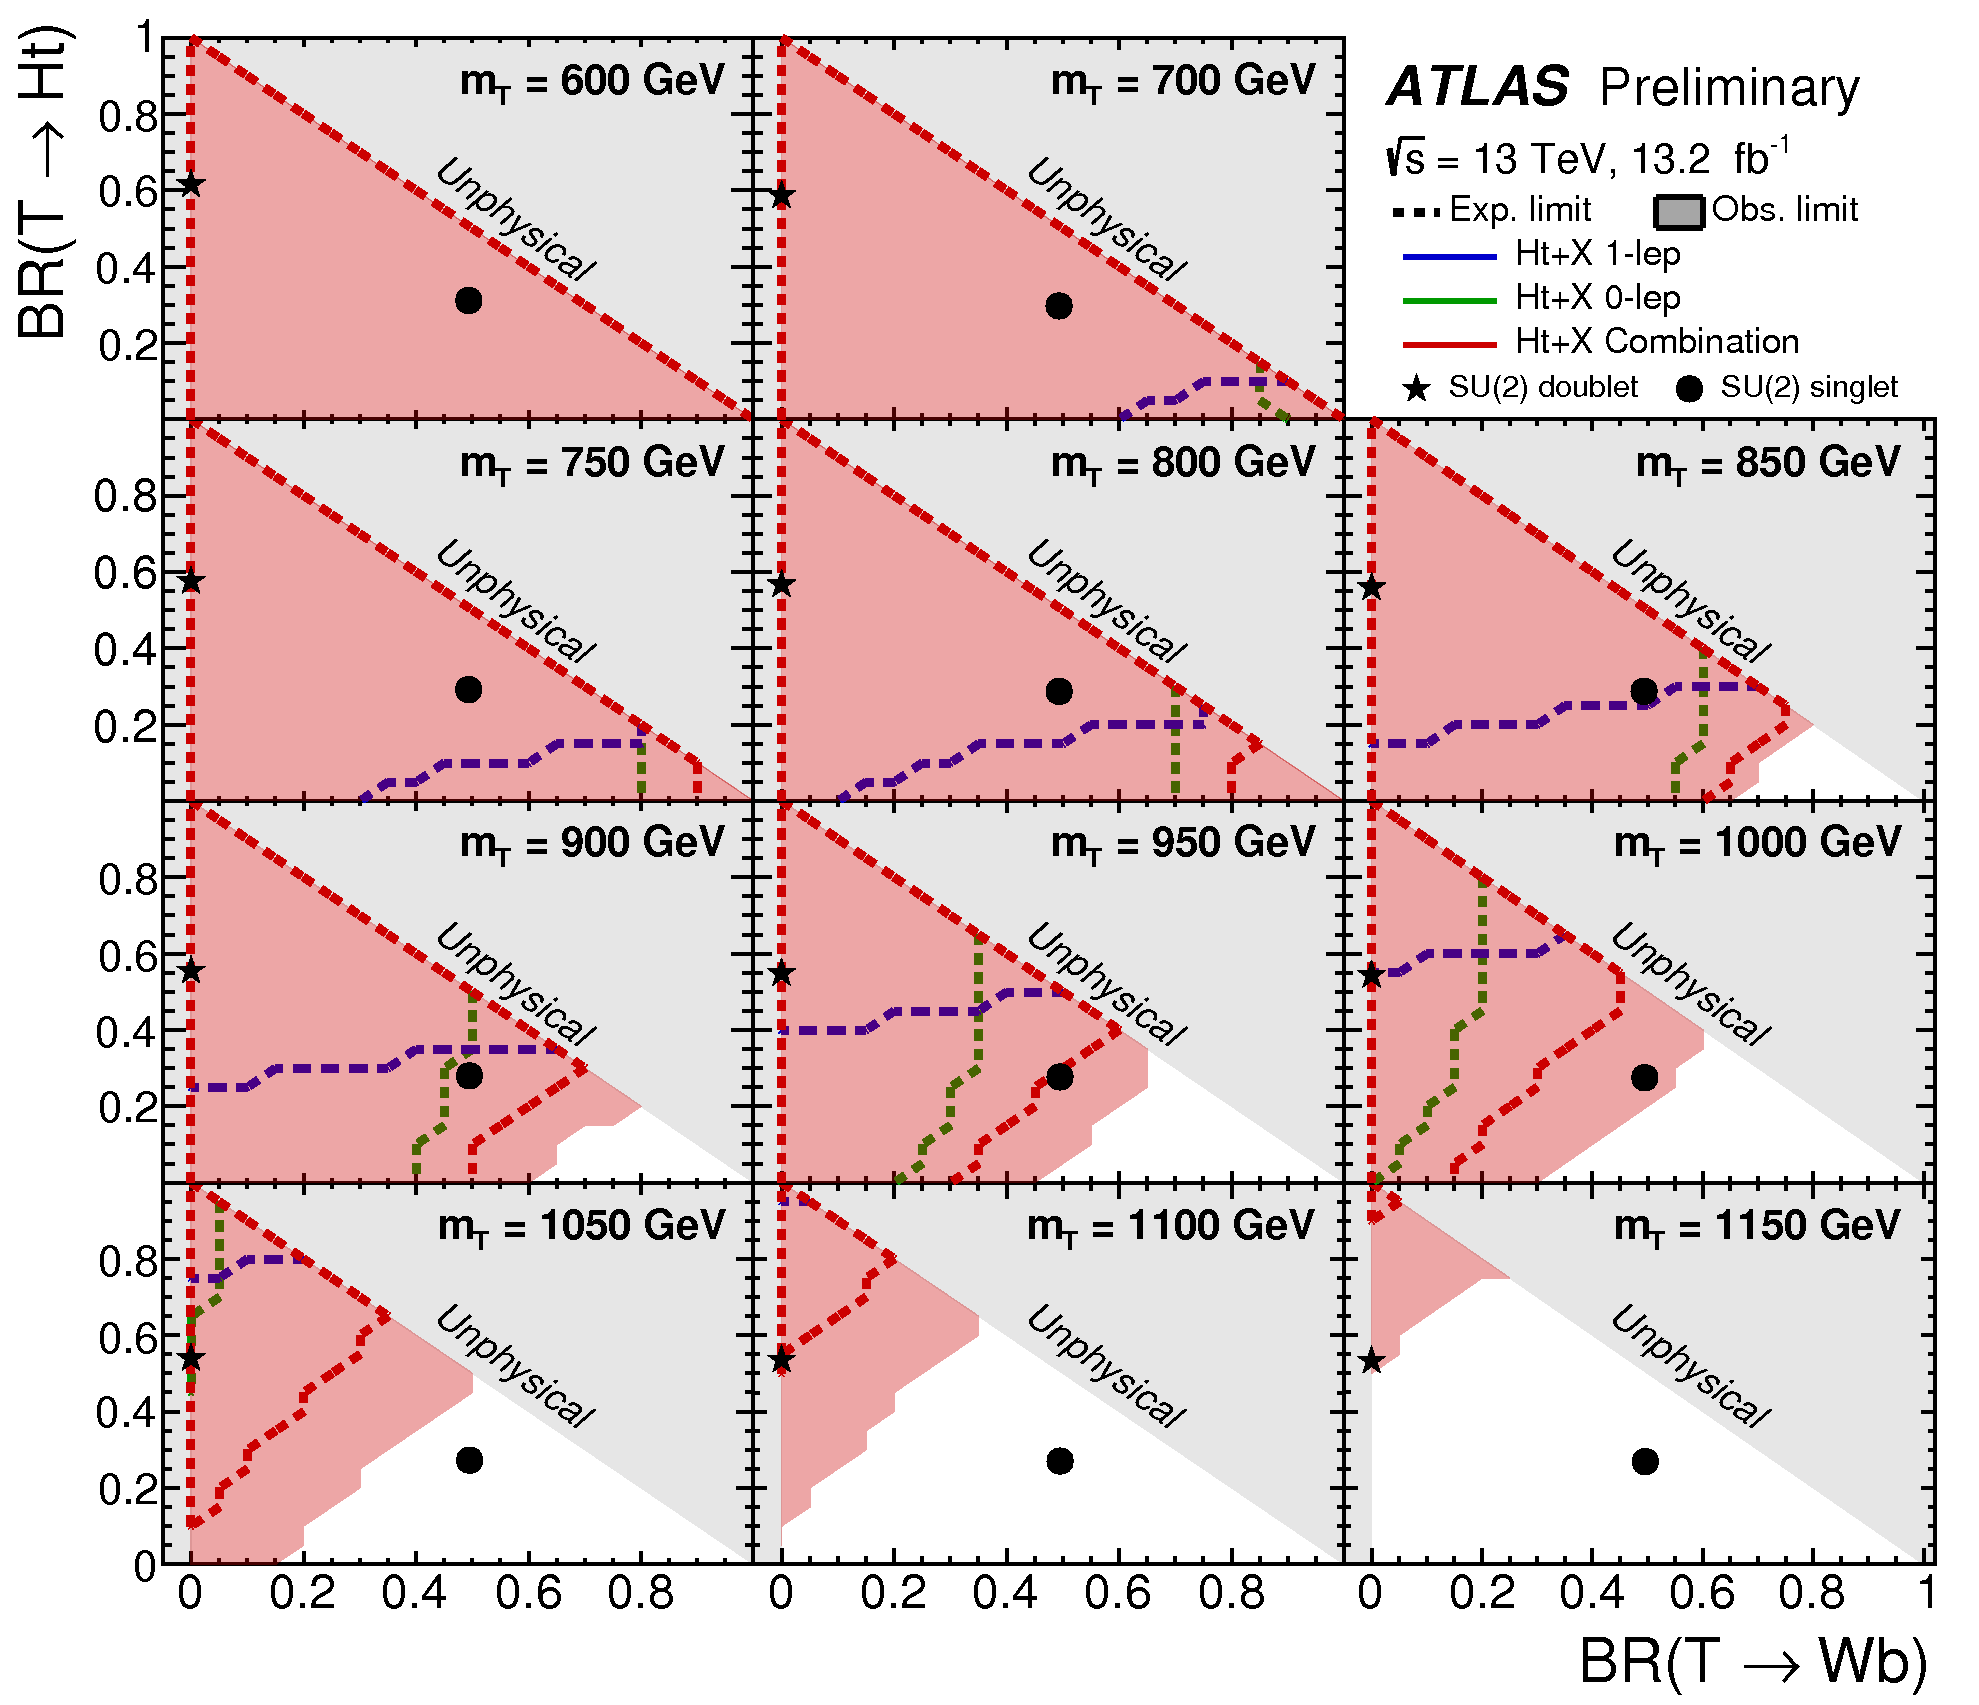 BR(T → Ht)
1
0.8
0.6
0.4
0.2
m_T = 600 GeV
Unphysical
m_T = 700 GeV
Unphysical
ATLAS Preliminary
√s = 13 TeV, 13.2 fb⁻¹
Exp. limit Obs. limit
Ht+X 1-lep
Ht+X 0-lep
Ht+X Combination
SU(2) doublet SU(2) singlet
0.8
0.6
0.4
0.2
m_T = 750 GeV
Unphysical
m_T = 800 GeV
Unphysical
m_T = 850 GeV
Unphysical
0.8
0.6
0.4
0.2
m_T = 900 GeV
Unphysical
m_T = 950 GeV
Unphysical
m_T = 1000 GeV
Unphysical
0.8
0.6
0.4
0.2
0
m_T = 1050 GeV
Unphysical
m_T = 1100 GeV
Unphysical
m_T = 1150 GeV
Unphysical
0 0.2 0.4 0.6 0.8 0 0.2 0.4 0.6 0.8 0 0.2 0.4 0.6 0.8 1
BR(T → Wb)